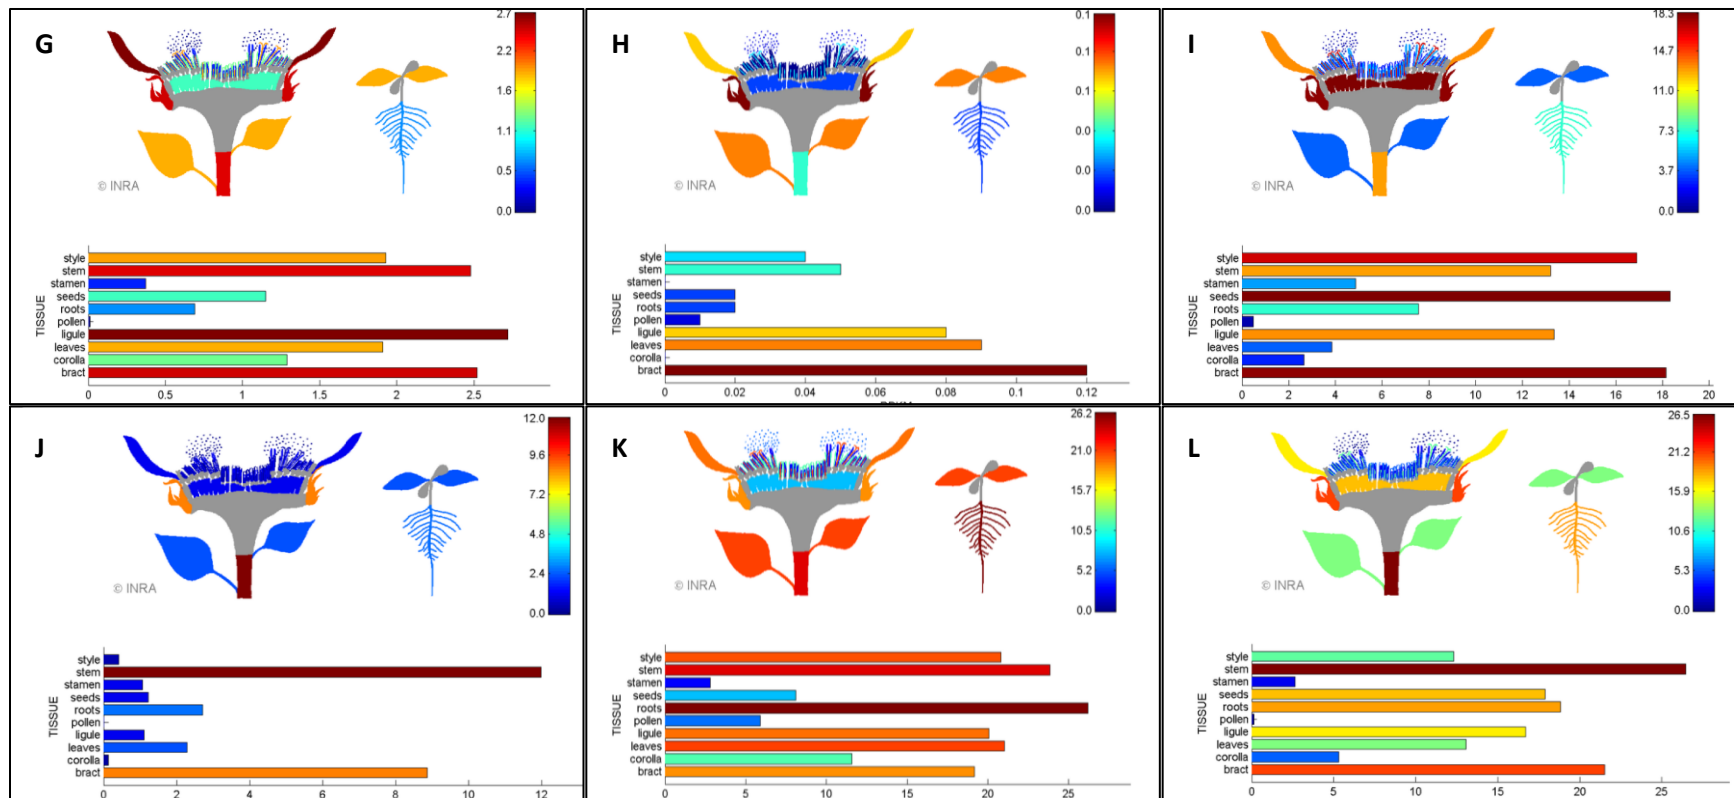 G
2.7
2.1
1.6
1.1
0.5
0.0
© INRA
TISSUE
style
stem
stamen
seeds
roots
pollen
ligule
leaves
corolla
bract
0 0.5 1 1.5 2 2.5
H
0.1
0.1
0.1
0.0
0.0
0.0
© INRA
TISSUE
style
stem
stamen
seeds
roots
pollen
ligule
leaves
corolla
bract
0 0.02 0.04 0.06 0.08 0.1 0.12
I
18.3
14.7
11.0
7.3
3.7
0.0
© INRA
TISSUE
style
stem
stamen
seeds
roots
pollen
ligule
leaves
corolla
bract
0 2 4 6 8 10 12 14 16 18 20
J
12.0
9.6
7.2
4.8
2.4
0.0
© INRA
TISSUE
style
stem
stamen
seeds
roots
pollen
ligule
leaves
corolla
bract
0 2 4 6 8 10 12
K
26.2
21.0
15.7
10.5
5.2
0.0
© INRA
TISSUE
style
stem
stamen
seeds
roots
pollen
ligule
leaves
corolla
bract
0 5 10 15 20 25
L
26.5
21.2
15.9
10.6
5.3
0.0
© INRA
TISSUE
style
stem
stamen
seeds
roots
pollen
ligule
leaves
corolla
bract
0 5 10 15 20 25